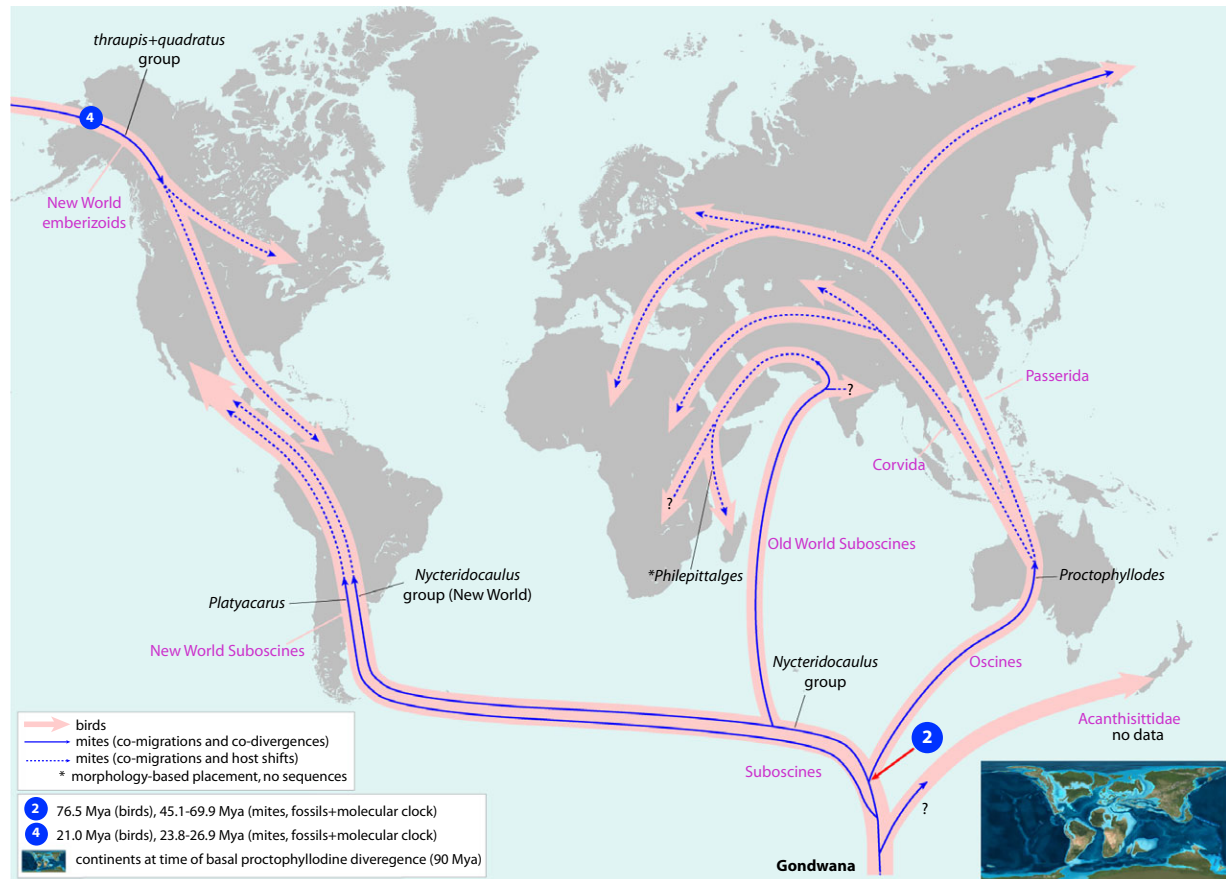 thraupis+quadratus
group
4
New World
emberizoids
Passerida
Corvida
?
?
Old World Suboscines
*Philepittalges
Proctophyllodes
Nycteridocaulus
group (New World)
Platyacarus
New World Suboscines
Oscines
Nycteridocaulus
group
Acanthisittidae
no data
2
Suboscines
?
Gondwana
birds
mites (co-migrations and co-divergences)
mites (co-migrations and host shifts)
* morphology-based placement, no sequences
2 76.5 Mya (birds), 45.1-69.9 Mya (mites, fossils+molecular clock)
4 21.0 Mya (birds), 23.8-26.9 Mya (mites, fossils+molecular clock)
continents at time of basal proctophyllodine diveregence (90 Mya)